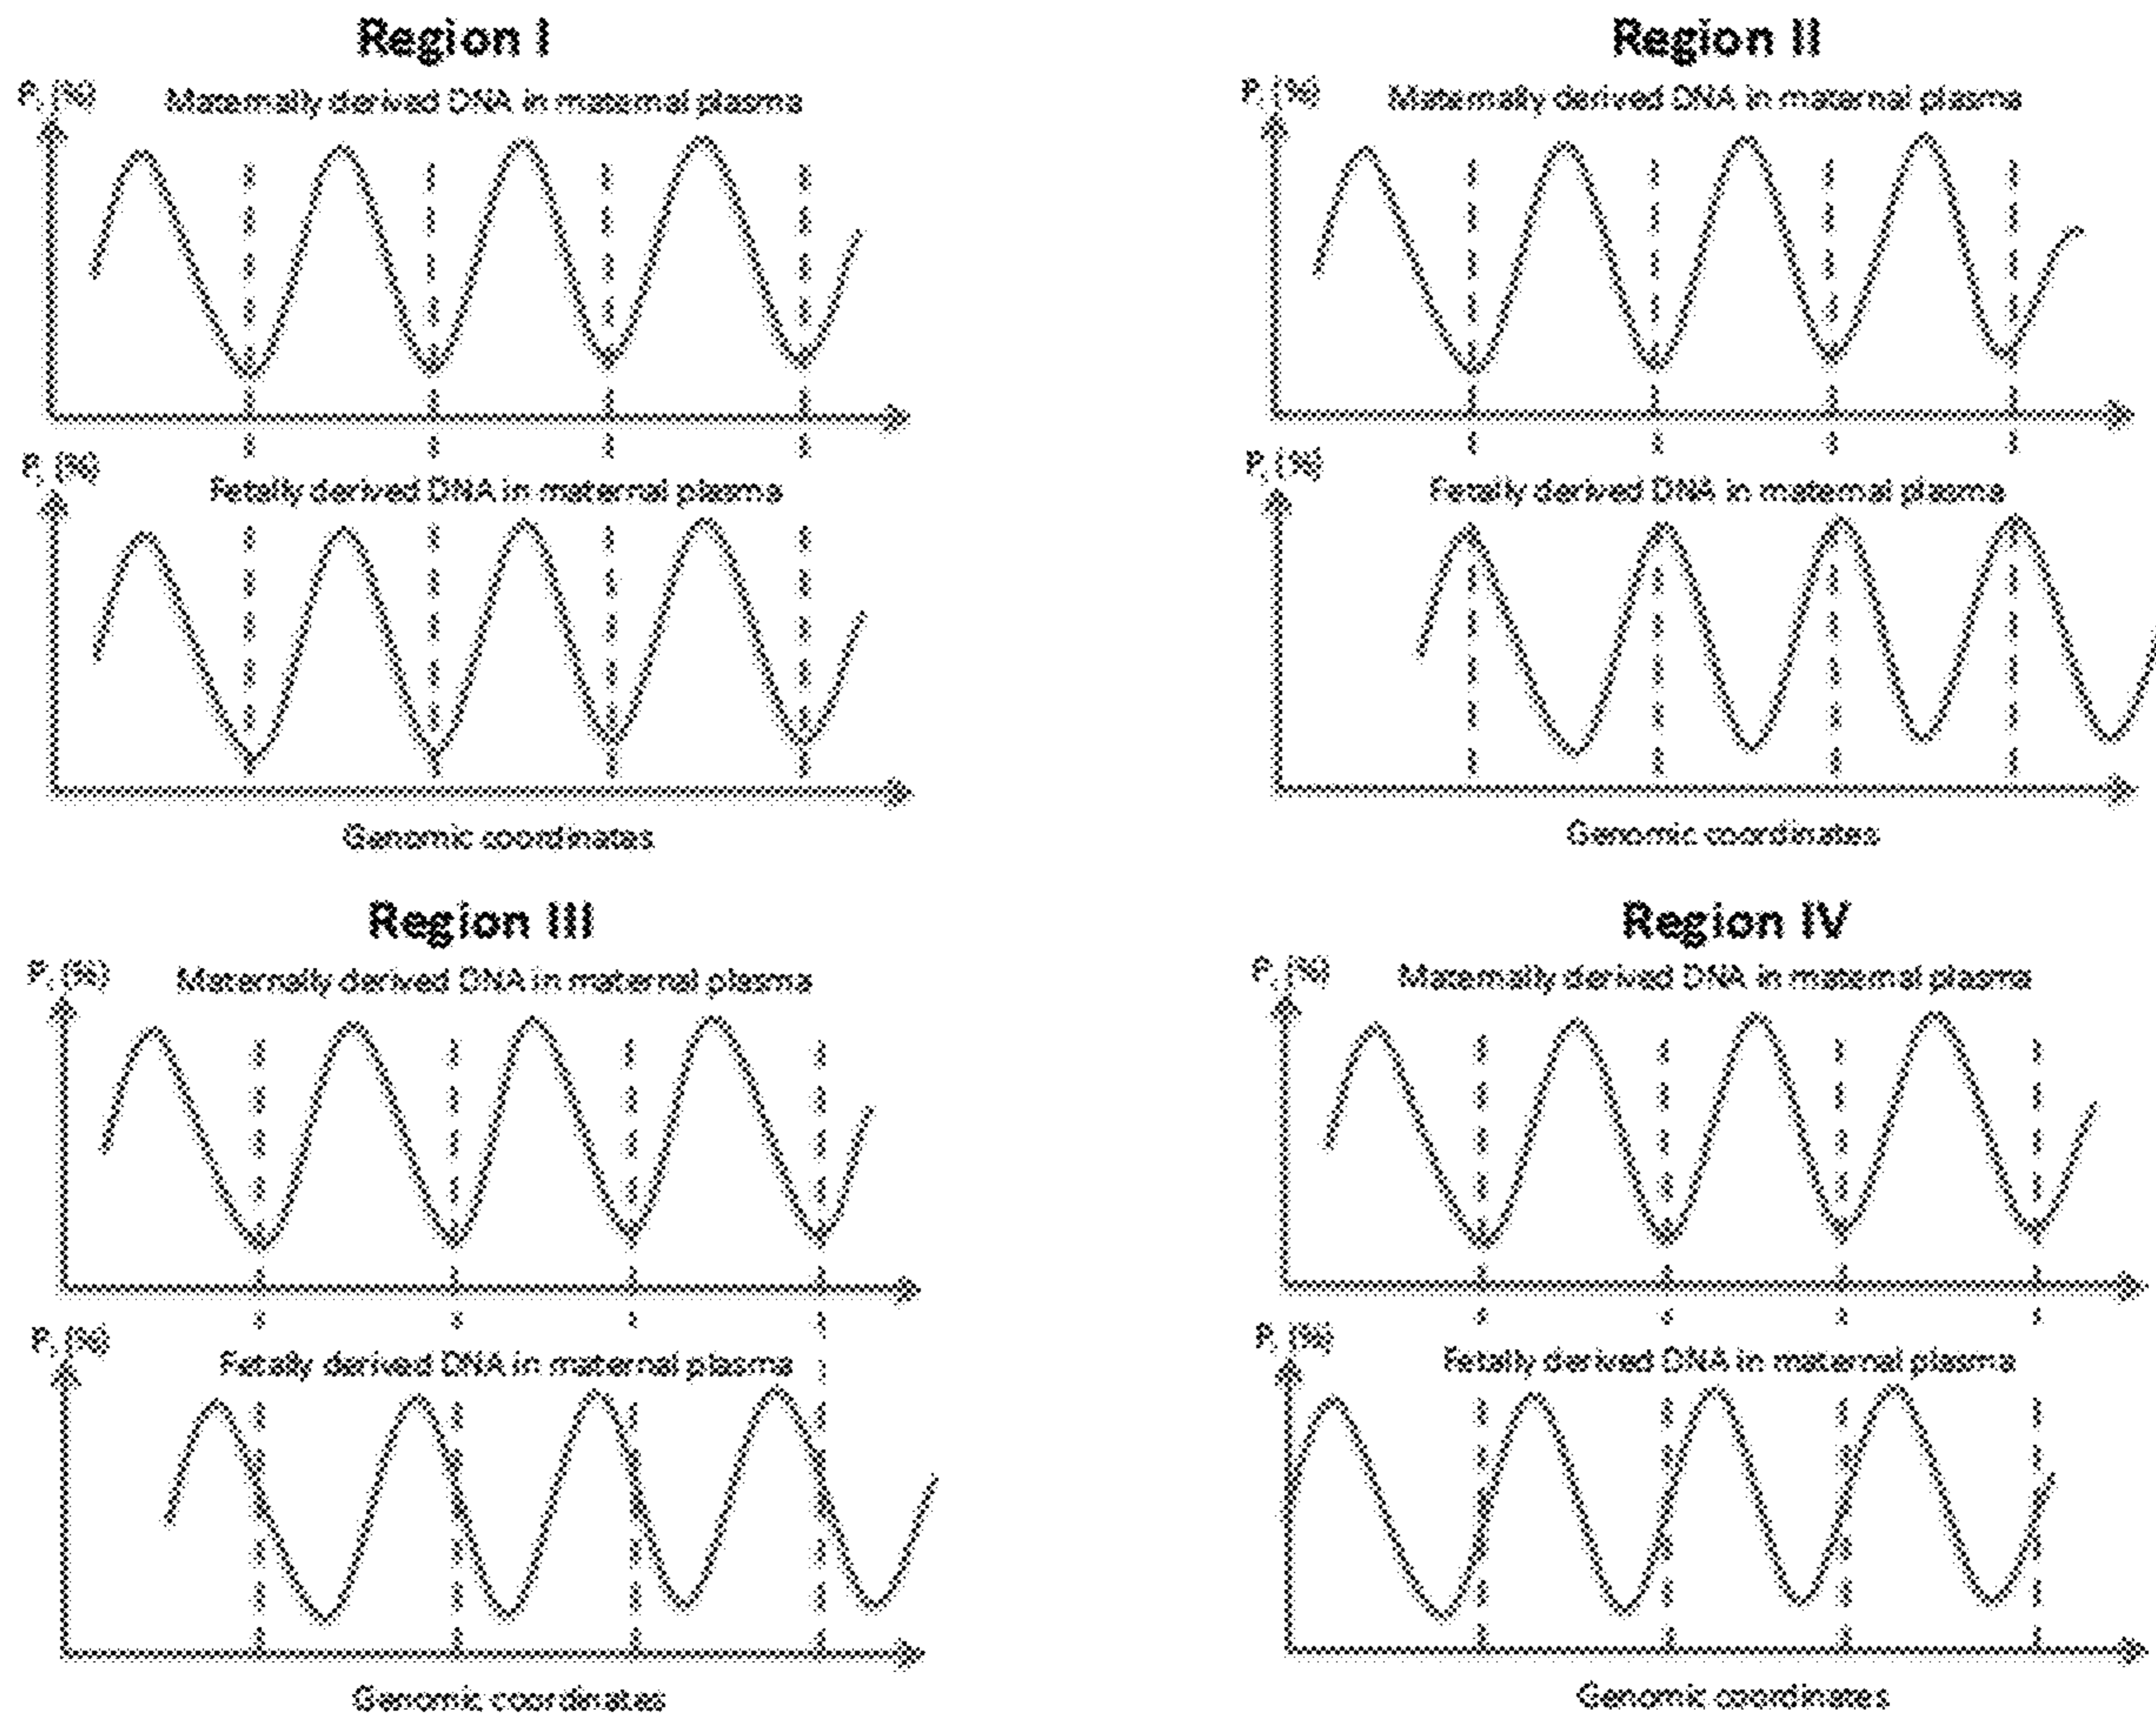 Region I
P. (%)
Maternally derived DNA in maternal plasma
P. (%)
Fetally derived DNA in maternal plasma
Genomic coordinates
Region II
P. (%)
Maternally derived DNA in maternal plasma
P. (%)
Fetally derived DNA in maternal plasma
Genomic coordinates
Region III
P. (%)
Maternally derived DNA in maternal plasma
P. (%)
Fetally derived DNA in maternal plasma
Genomic coordinates
Region IV
P. (%)
Maternally derived DNA in maternal plasma
P. (%)
Fetally derived DNA in maternal plasma
Genomic coordinates